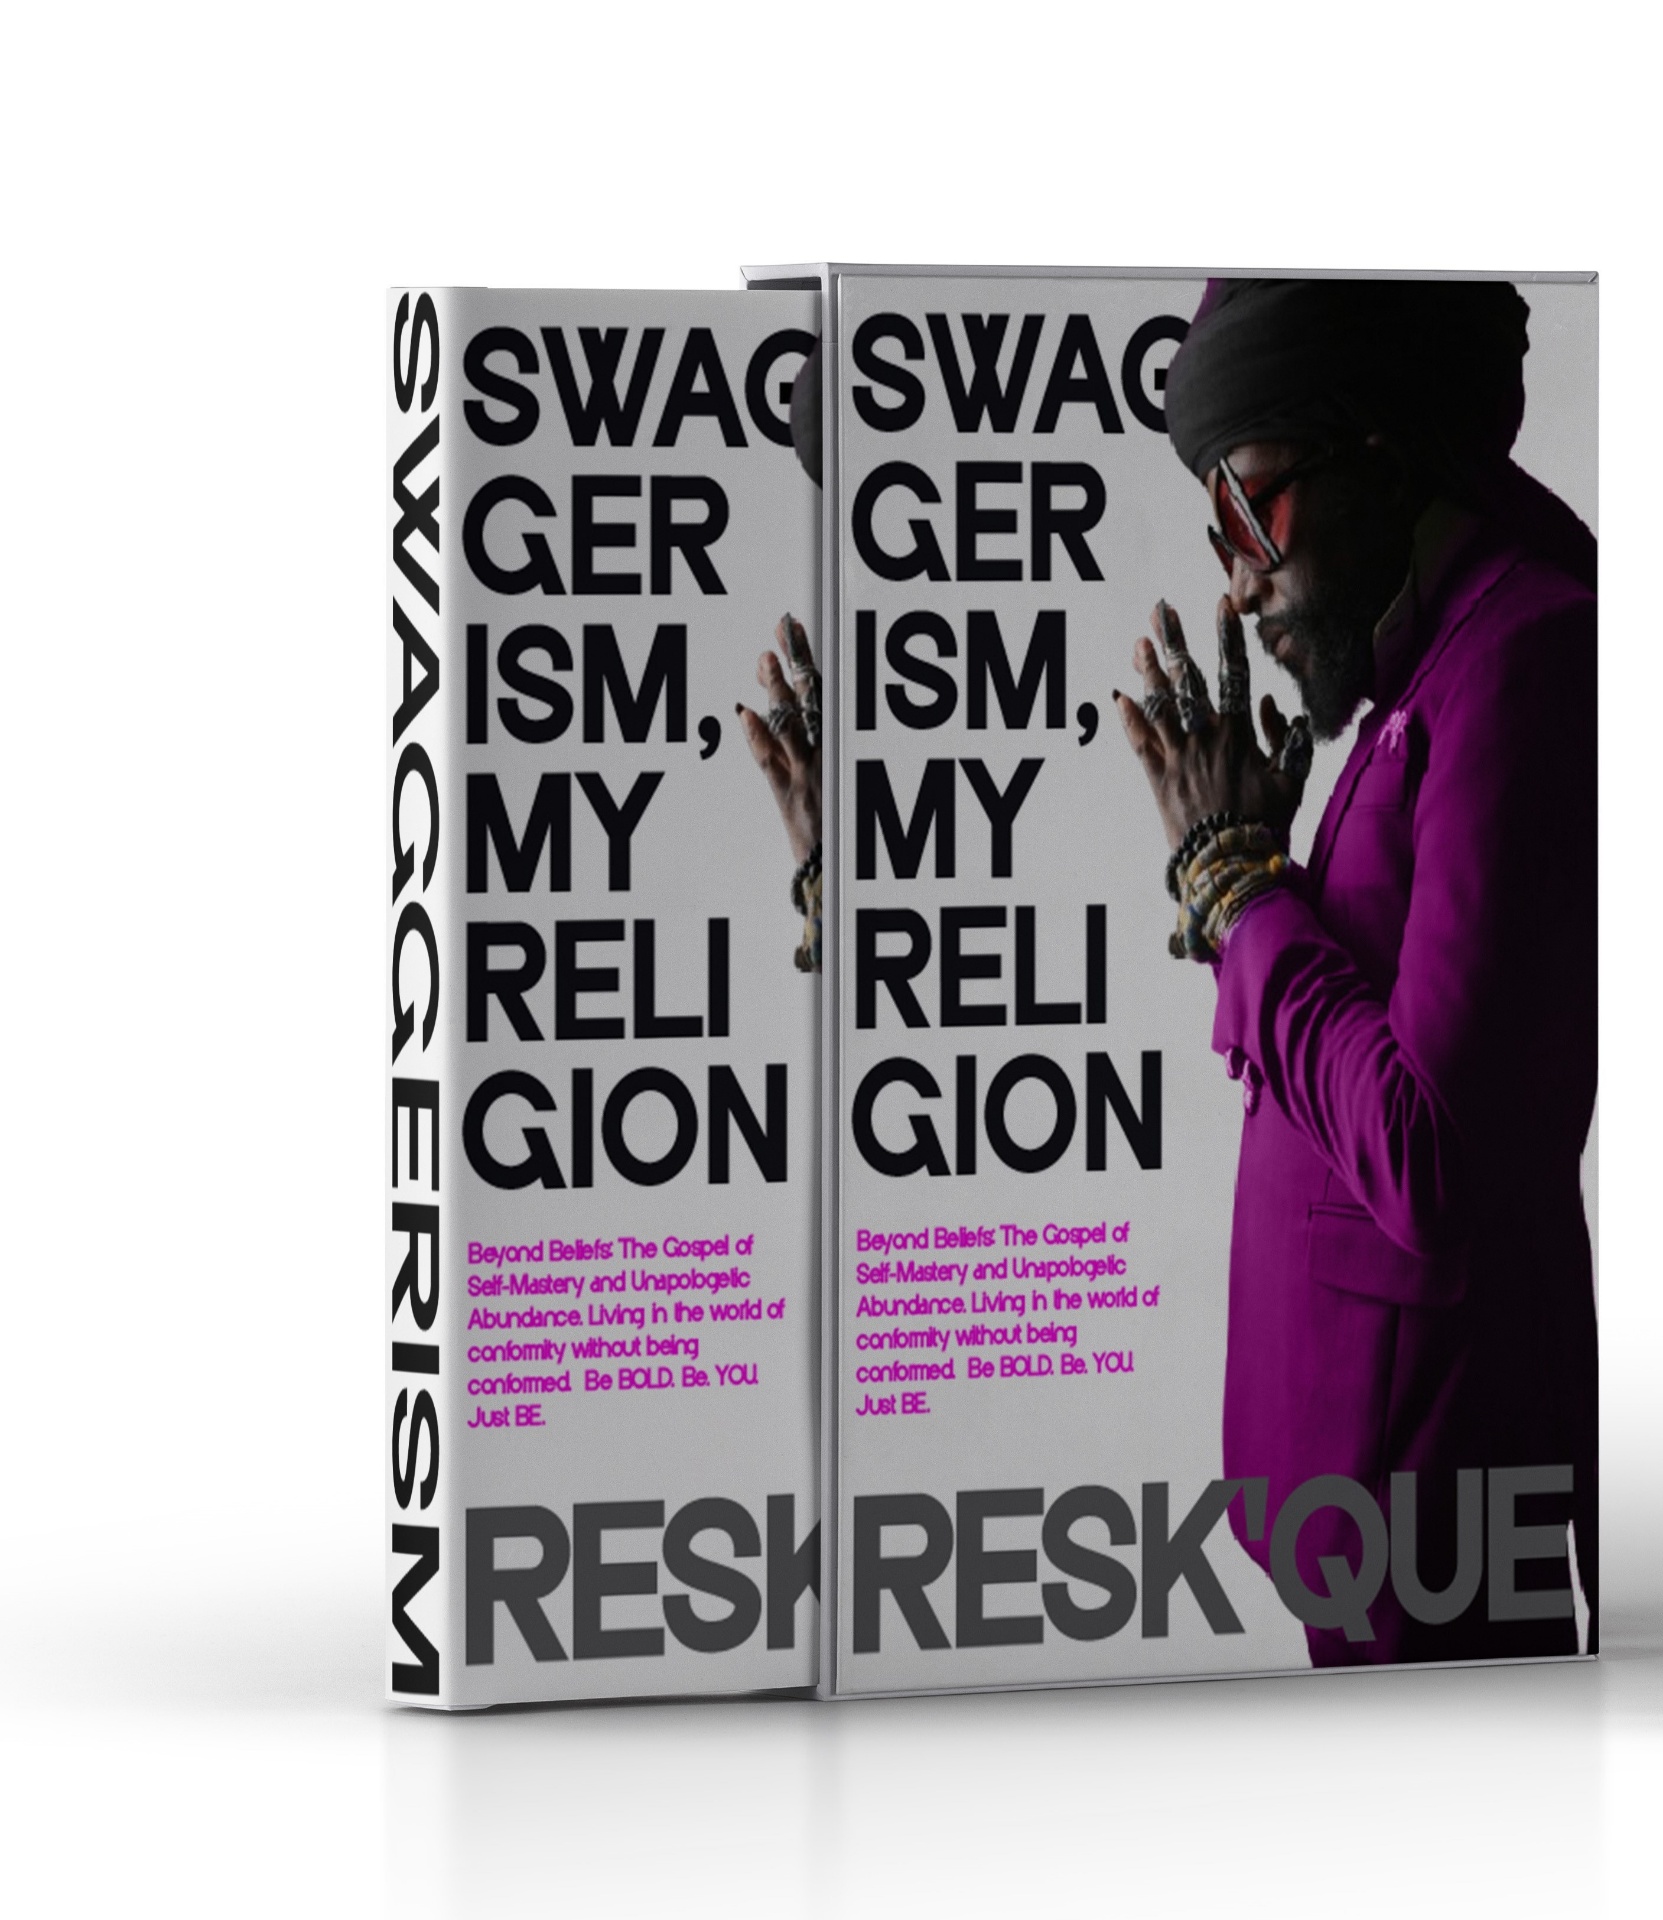 SWAGGERISM
SWAG
GER
ISM,
MY
RELI
GION
Beyond Beliefs: The Gospel of
Self-Mastery and Unapologetic
Abundance. Living in the world of
conformity without being
conformed. Be BOLD. Be. YOU.
Just BE.
RESK
SWAG
GER
ISM,
MY
RELI
GION
Beyond Beliefs: The Gospel of
Self-Mastery and Unapologetic
Abundance. Living in the world of
conformity without being
conformed. Be BOLD. Be. YOU.
Just BE.
RESK'QUE